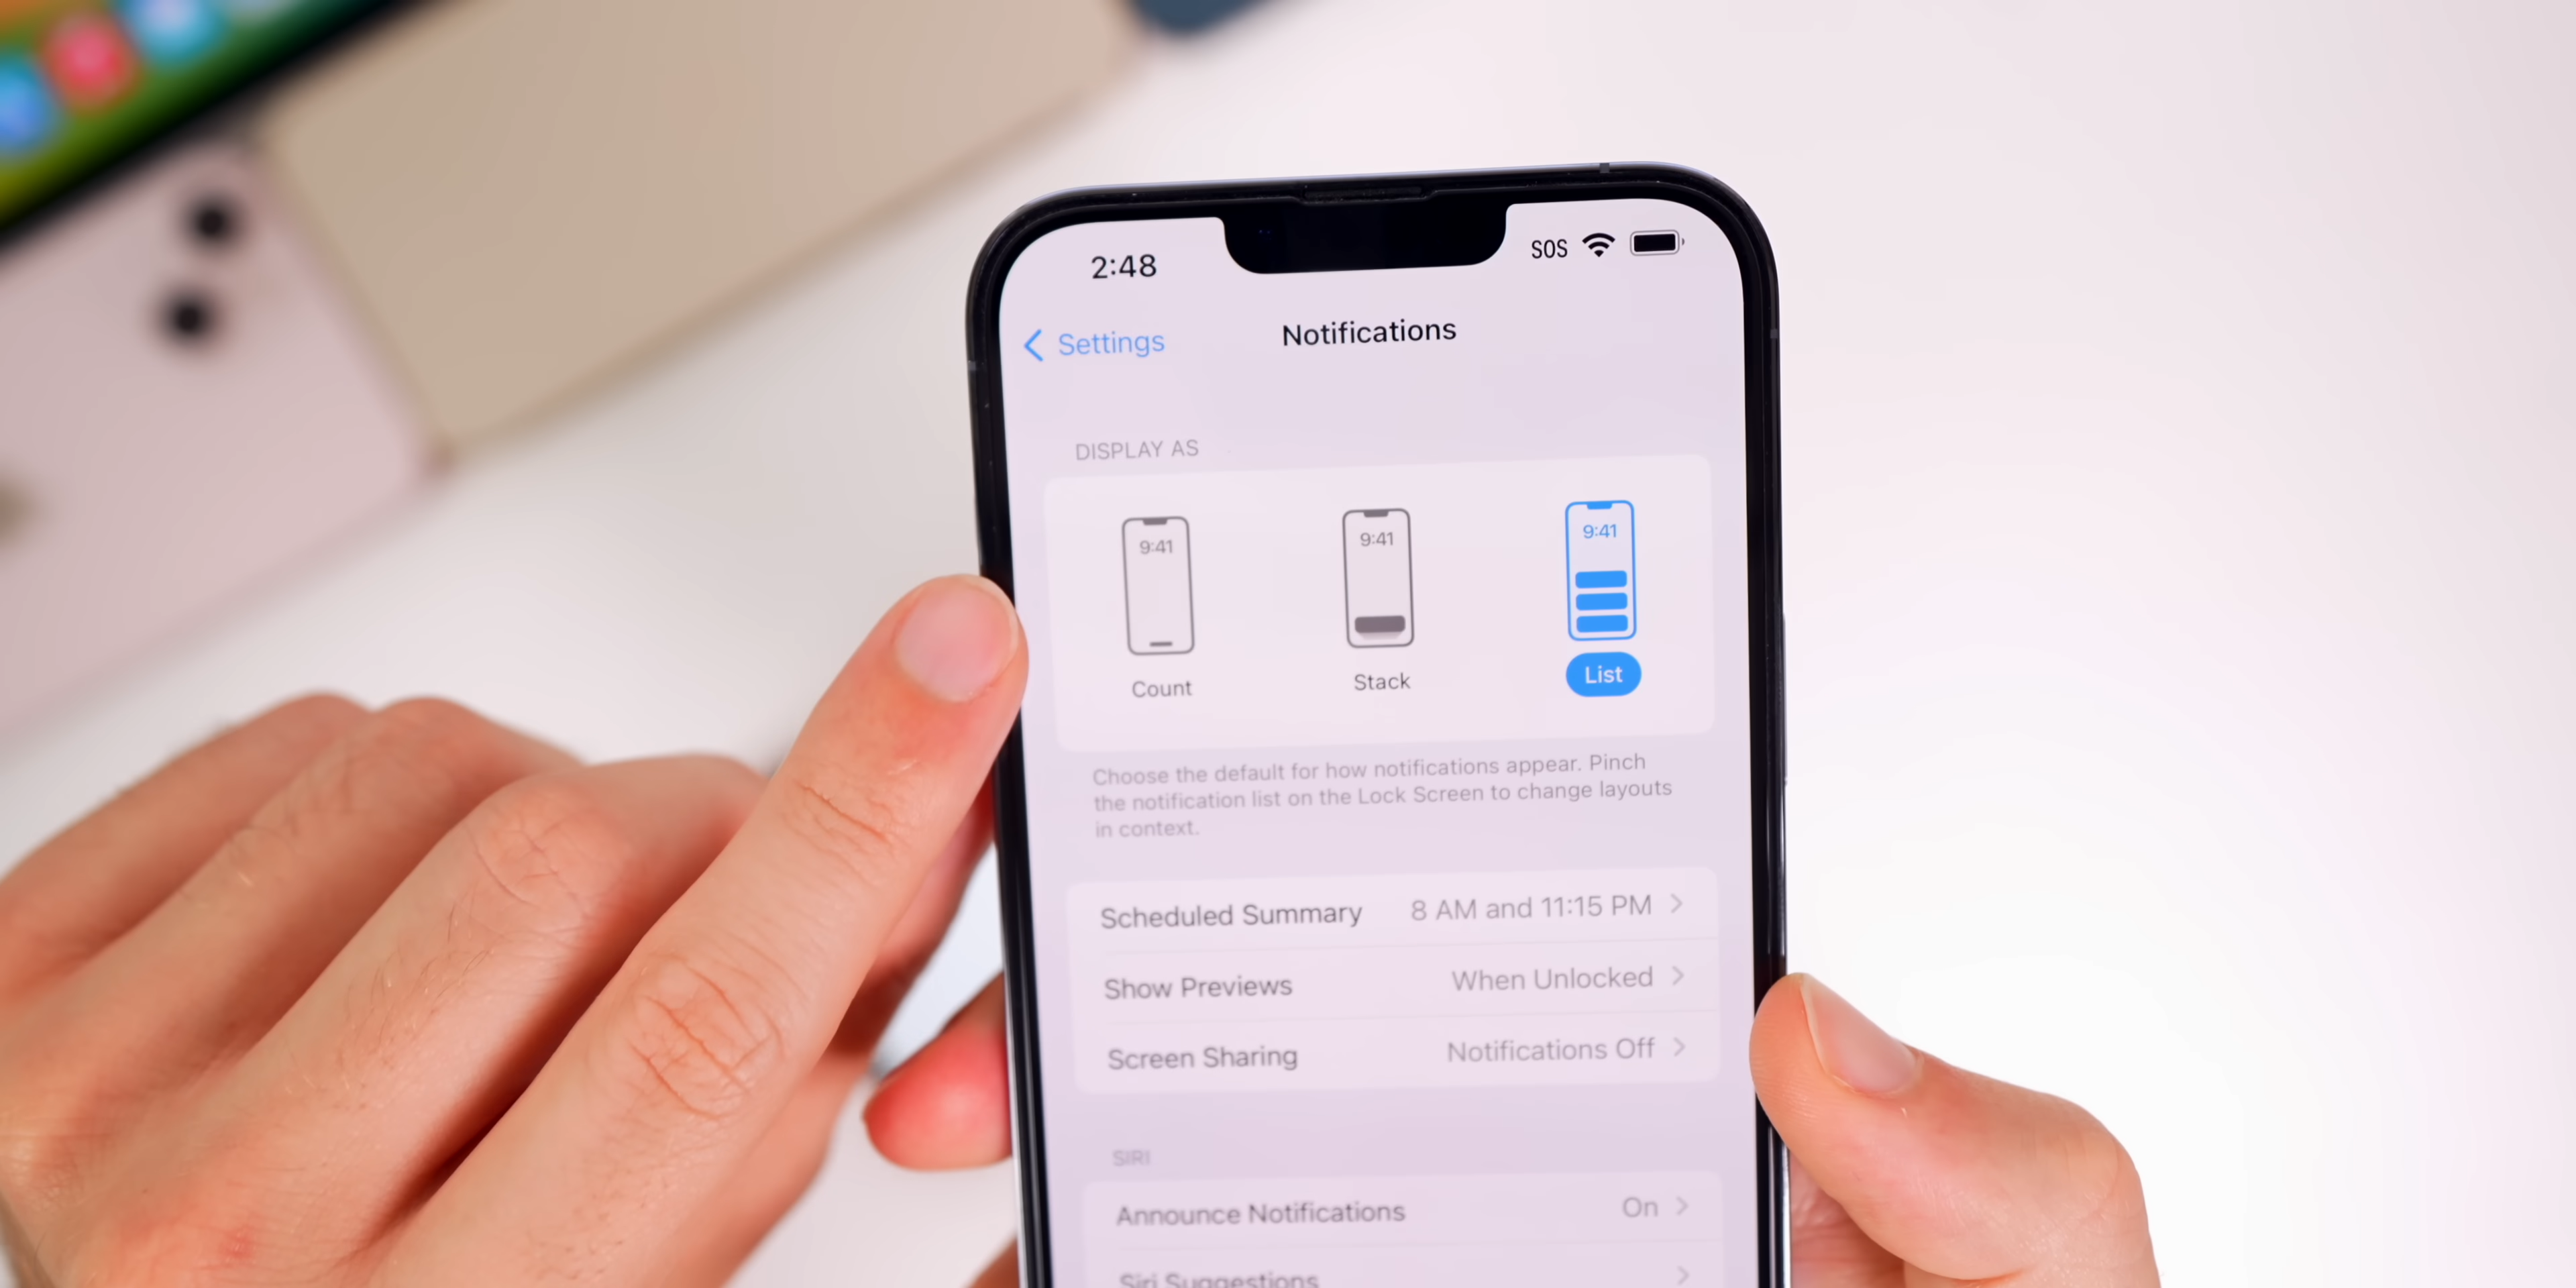 2:48 SOS
Settings Notifications
DISPLAY AS
9:41 9:41 9:41
Count Stack List
Choose the default for how notifications appear. Pinch
the notification list on the Lock Screen to change layouts
in context.
Scheduled Summary 8 AM and 11:15 PM
Show Previews When Unlocked
Screen Sharing Notifications Off
SIRI
Announce Notifications On
Siri Suggestions